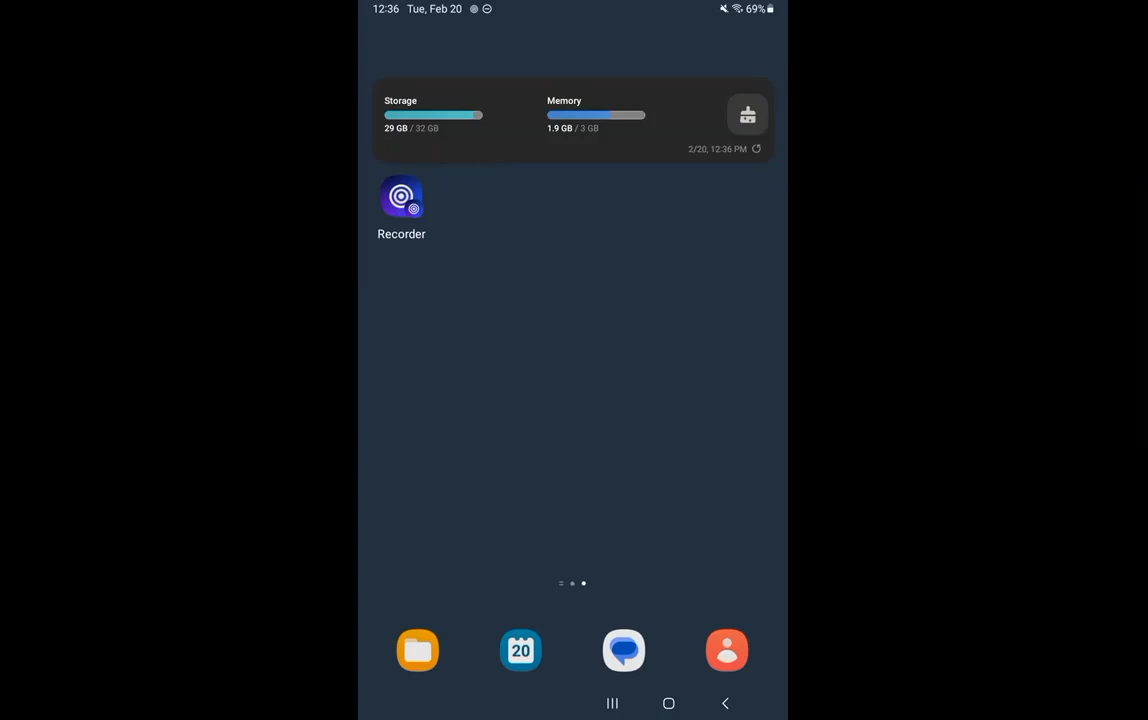 12:36 Tue, Feb 20 69%
Storage Memory
29 GB / 32 GB 1.9 GB / 3 GB
2/20, 12:36 PM
Recorder
20